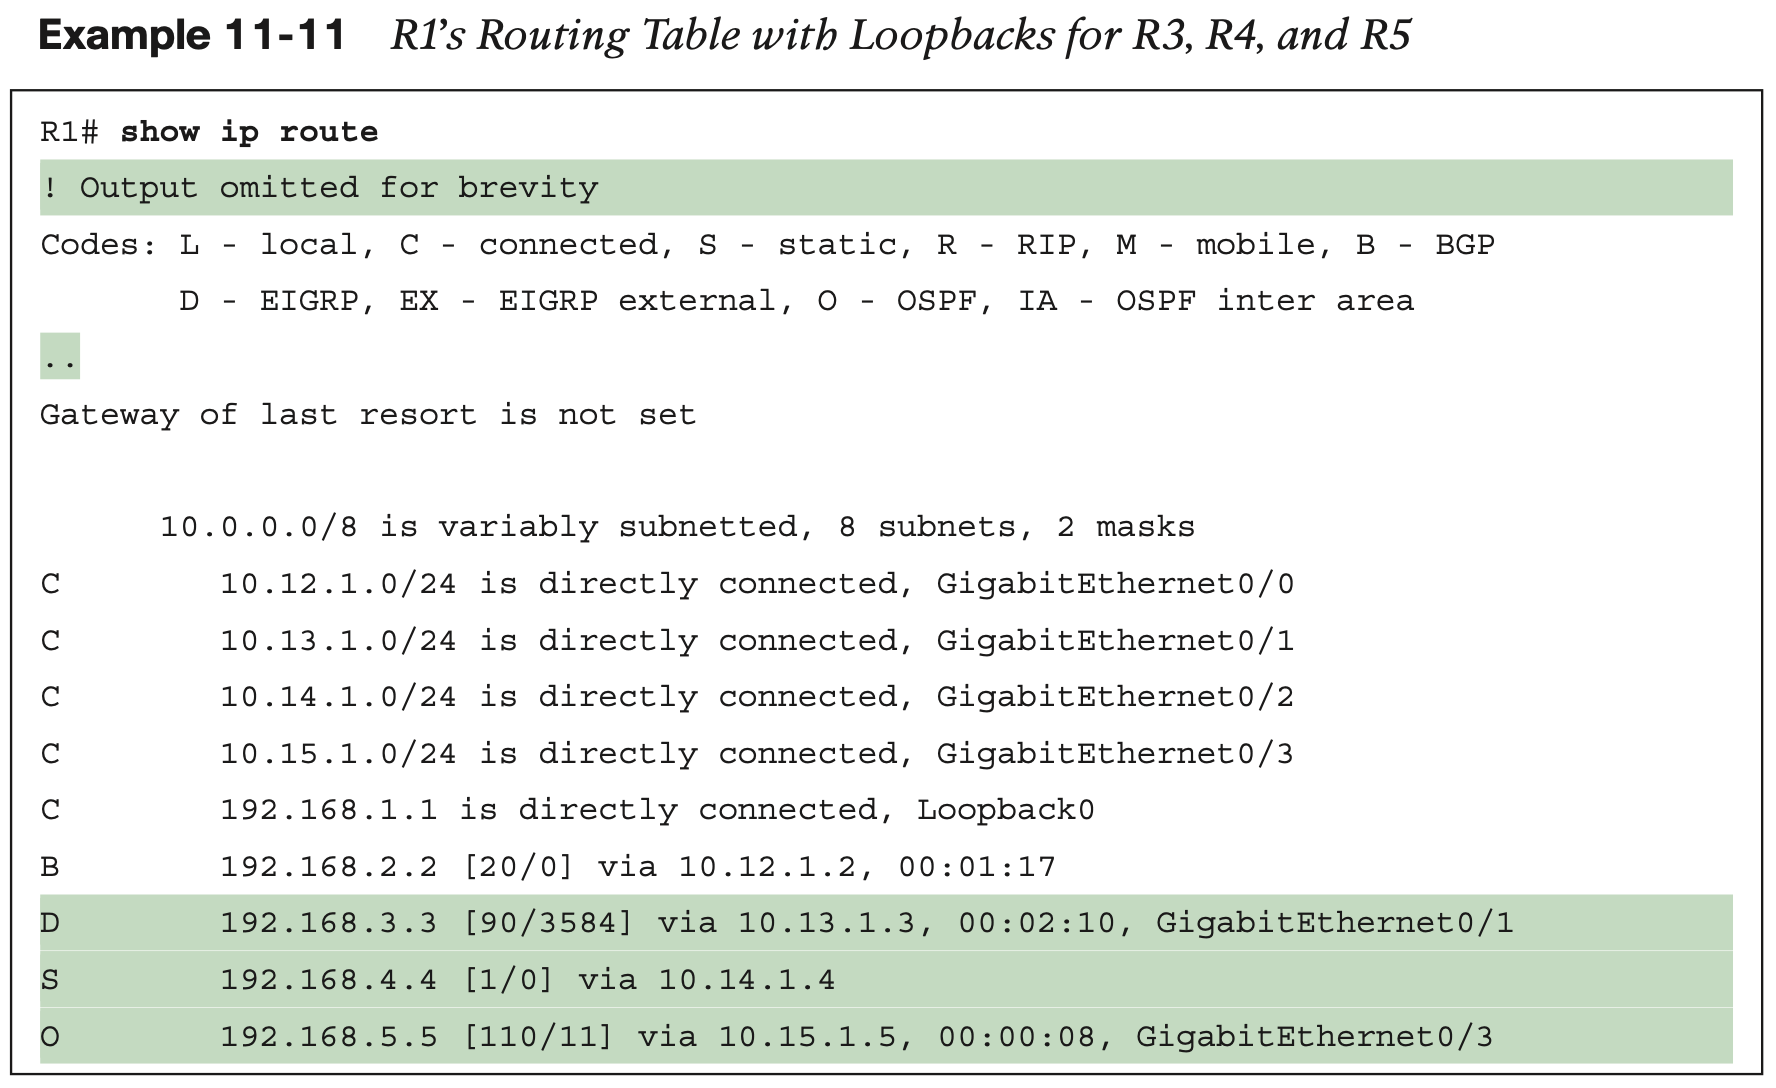 Example 11-11 R1’s Routing Table with Loopbacks for R3, R4, and R5
R1# show ip route
! Output omitted for brevity
Codes: L - local, C - connected, S - static, R - RIP, M - mobile, B - BGP
D - EIGRP, EX - EIGRP external, O - OSPF, IA - OSPF inter area
..
Gateway of last resort is not set
10.0.0.0/8 is variably subnetted, 8 subnets, 2 masks
C 10.12.1.0/24 is directly connected, GigabitEthernet0/0
C 10.13.1.0/24 is directly connected, GigabitEthernet0/1
C 10.14.1.0/24 is directly connected, GigabitEthernet0/2
C 10.15.1.0/24 is directly connected, GigabitEthernet0/3
C 192.168.1.1 is directly connected, Loopback0
B 192.168.2.2 [20/0] via 10.12.1.2, 00:01:17
D 192.168.3.3 [90/3584] via 10.13.1.3, 00:02:10, GigabitEthernet0/1
S 192.168.4.4 [1/0] via 10.14.1.4
O 192.168.5.5 [110/11] via 10.15.1.5, 00:00:08, GigabitEthernet0/3